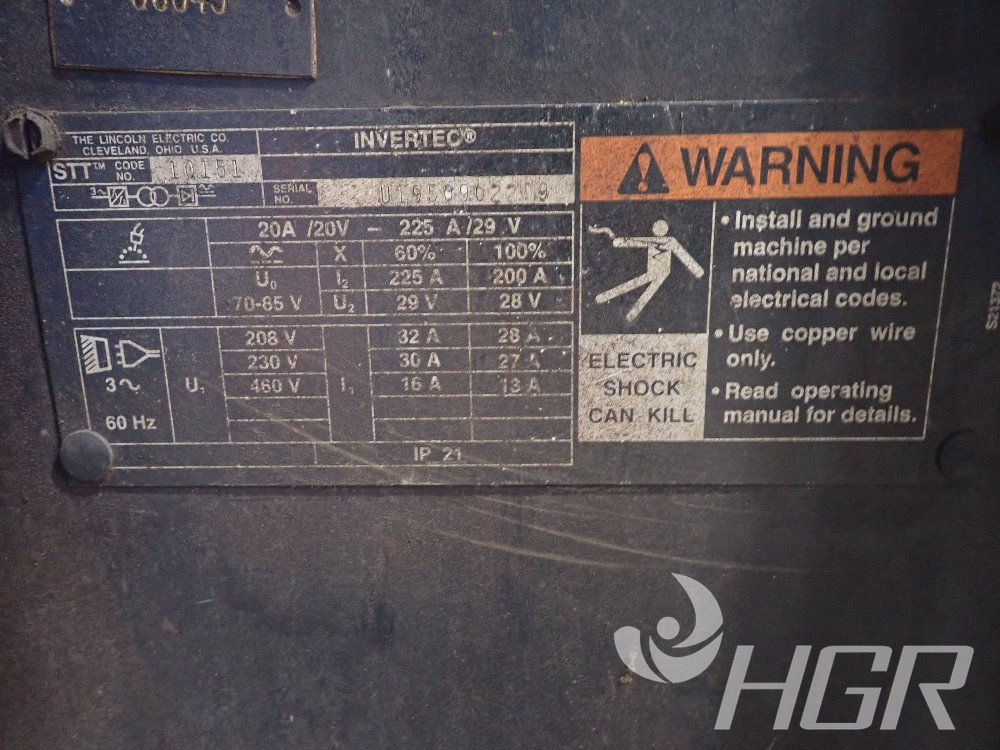 THE LINCOLN ELECTRIC CO.
CLEVELAND, OHIO U.S.A.
INVERTEC®
STT™ CODE NO. 10151
SERIAL NO.
20A /20V - 225 A/29 V
X 60% 100%
U₀ I₂ 225 A 200 A
70-85 V U₂ 29 V 28 V
208 V 32 A 28 A
230 V 30 A 27 A
3~ U₁ 460 V I₁ 16 A 13 A
60 Hz
IP 21
WARNING
ELECTRIC
SHOCK
CAN KILL
• Install and ground
machine per
national and local
electrical codes.
• Use copper wire
only.
• Read operating
manual for details.
HGR